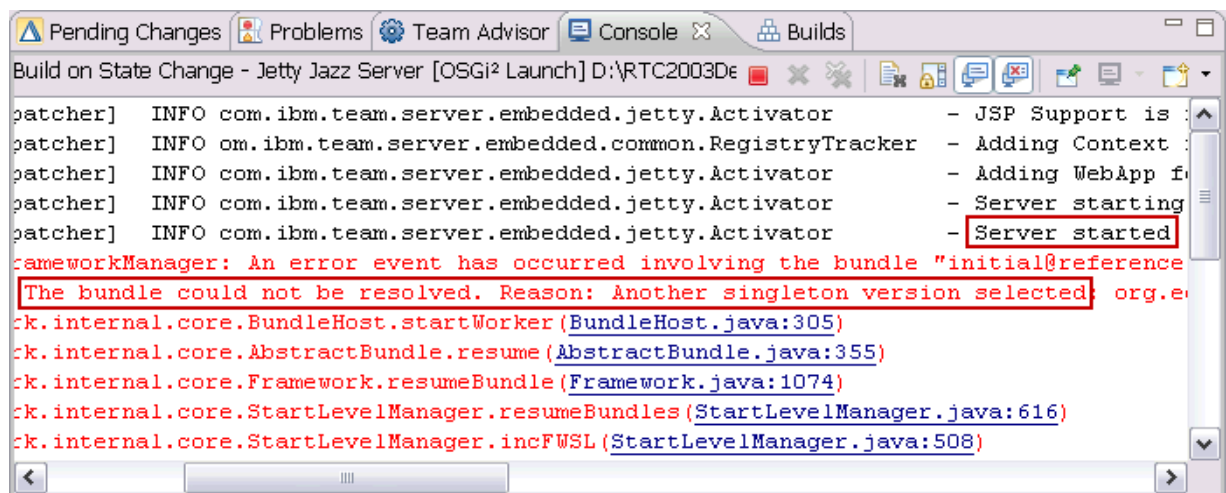 Pending Changes Problems Team Advisor Console Builds
Build on State Change - Jetty Jazz Server [OSGi² Launch] D:\RTC2003De
patcher] INFO com.ibm.team.server.embedded.jetty.Activator - JSP Support is
patcher] INFO om.ibm.team.server.embedded.common.RegistryTracker - Adding Context
patcher] INFO com.ibm.team.server.embedded.jetty.Activator - Adding WebApp f
patcher] INFO com.ibm.team.server.embedded.jetty.Activator - Server starting
patcher] INFO com.ibm.team.server.embedded.jetty.Activator - Server started
rameworkManager: An error event has occurred involving the bundle "initial@reference
The bundle could not be resolved. Reason: Another singleton version selected: org.e
rk.internal.core.BundleHost.startWorker(BundleHost.java:305)
rk.internal.core.AbstractBundle.resume(AbstractBundle.java:355)
rk.internal.core.Framework.resumeBundle(Framework.java:1074)
rk.internal.core.StartLevelManager.resumeBundles(StartLevelManager.java:616)
rk.internal.core.StartLevelManager.incFWSL(StartLevelManager.java:508)